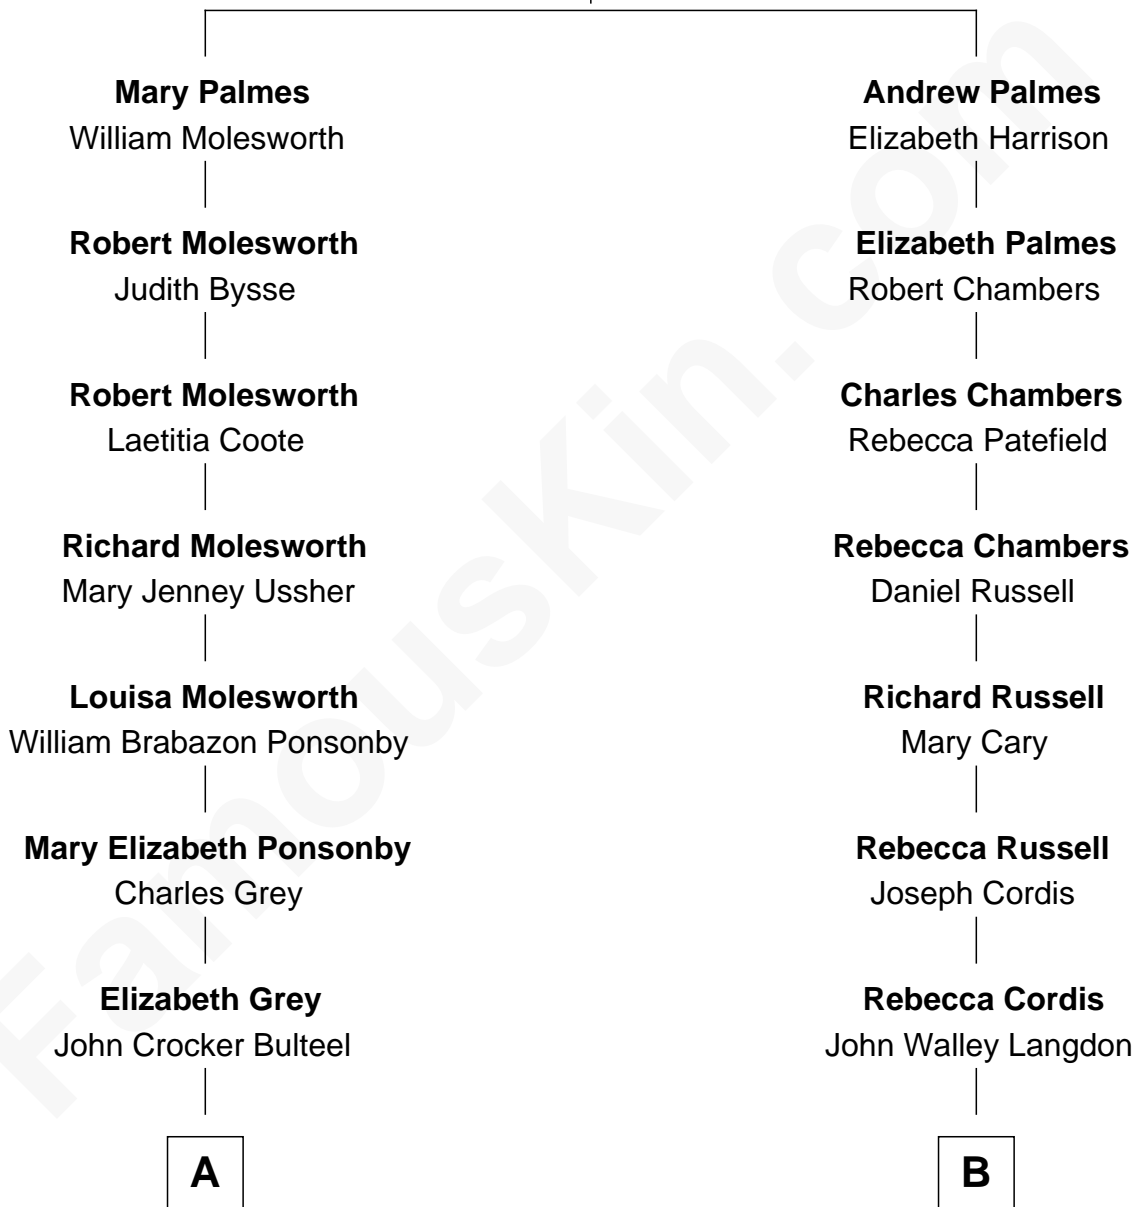 Mary Palmes
William Molesworth
Robert Molesworth
Judith Bysse
Robert Molesworth
Laetitia Coote
Richard Molesworth
Mary Jenney Ussher
Louisa Molesworth
William Brabazon Ponsonby
Mary Elizabeth Ponsonby
Charles Grey
Elizabeth Grey
John Crocker Bulteel
A
Andrew Palmes
Elizabeth Harrison
Elizabeth Palmes
Robert Chambers
Charles Chambers
Rebecca Patefield
Rebecca Chambers
Daniel Russell
Richard Russell
Mary Cary
Rebecca Russell
Joseph Cordis
Rebecca Cordis
John Walley Langdon
B
FamousKin.com